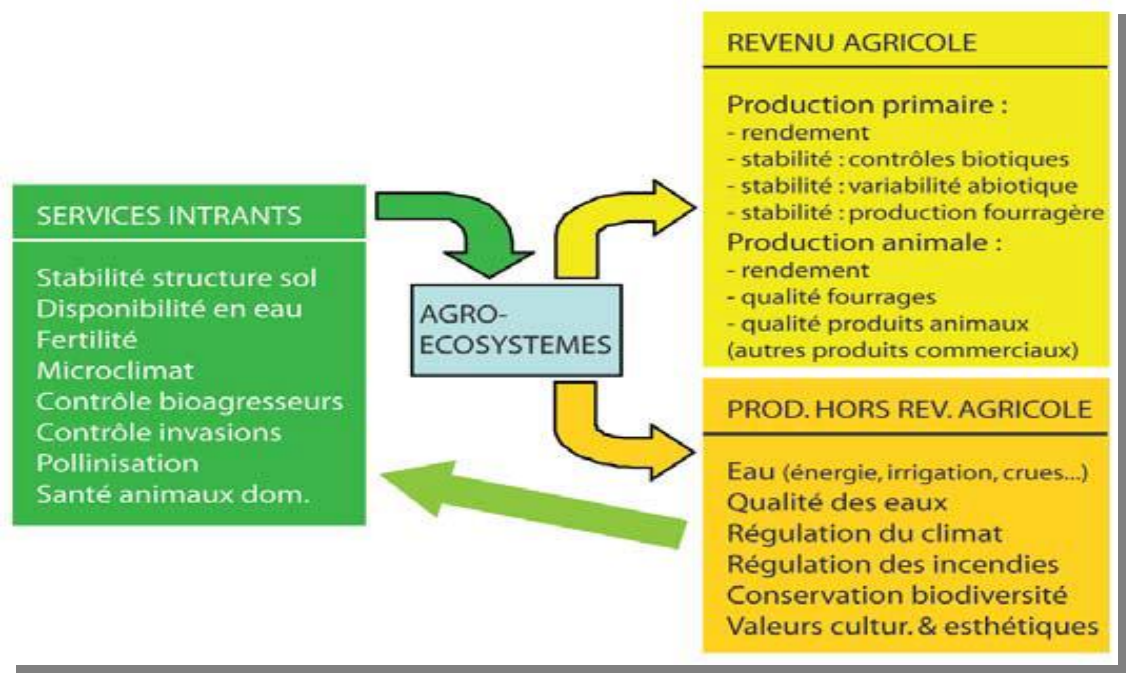 SERVICES INTRANTS
Stabilité structure sol
Disponibilité en eau
Fertilité
Microclimat
Contrôle bioagresseurs
Contrôle invasions
Pollinisation
Santé animaux dom.
AGRO-
ECOSYSTEMES
REVENU AGRICOLE
Production primaire :
- rendement
- stabilité : contrôles biotiques
- stabilité : variabilité abiotique
- stabilité : production fourragère
Production animale :
- rendement
- qualité fourrages
- qualité produits animaux
(autres produits commerciaux)
PROD. HORS REV. AGRICOLE
Eau (énergie, irrigation, crues...)
Qualité des eaux
Régulation du climat
Régulation des incendies
Conservation biodiversité
Valeurs cultur. & esthétiques